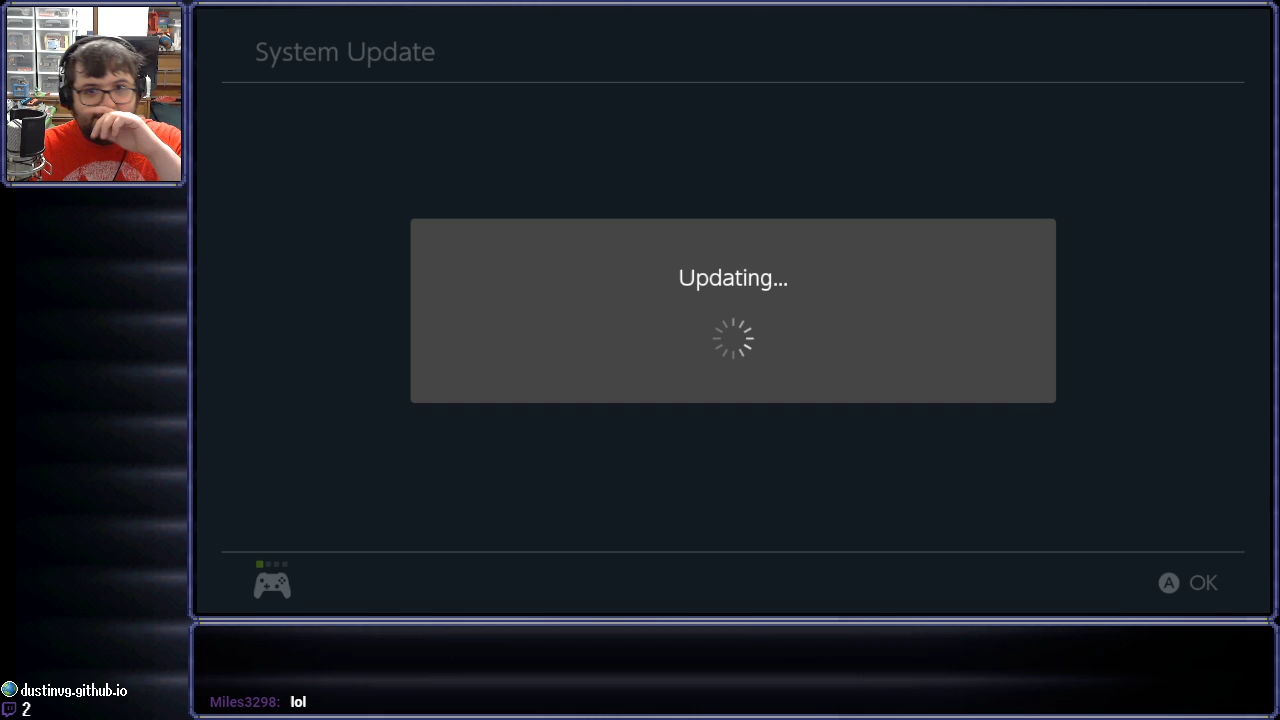 System Update
Updating...
A OK
Miles3298: lol
dustinvg.github.io
2